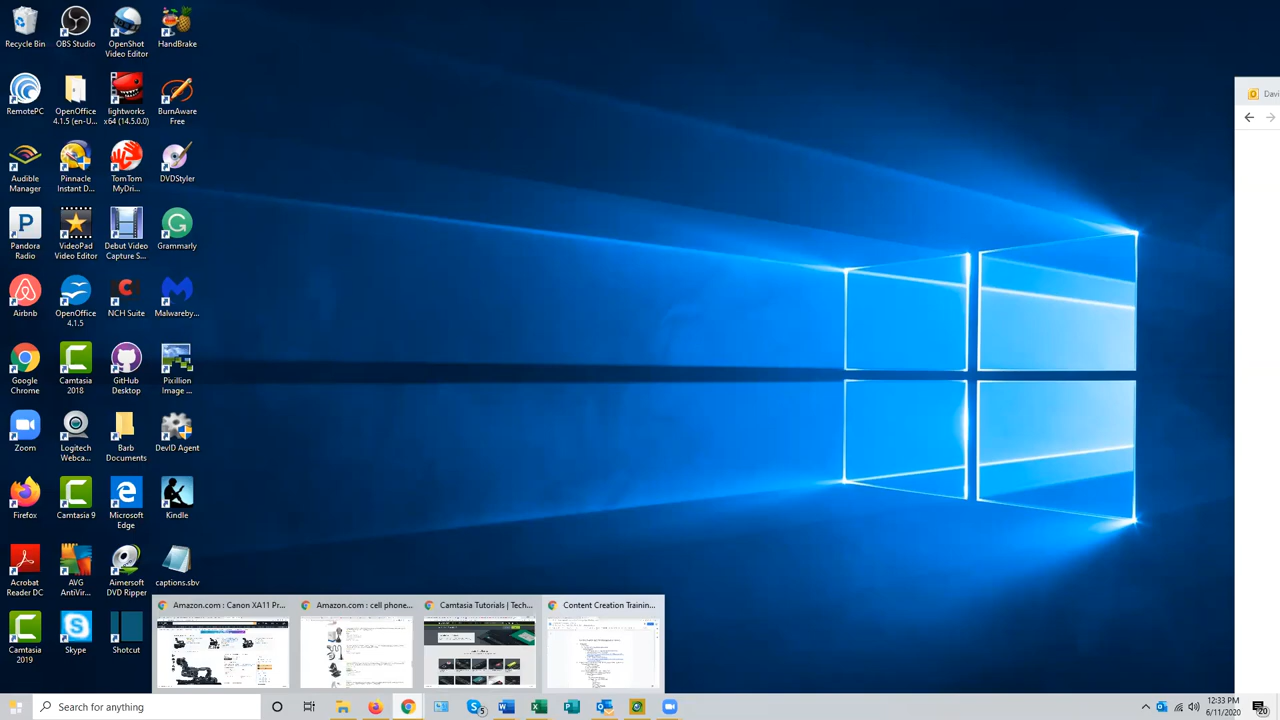 Recycle Bin
OBS Studio
OpenShot
Video Editor
HandBrake
Davi
RemotePC
OpenOffice
4.1.5 (en-U...
lightworks
x64 (14.5.0.0)
BurnAware
Free
Audible
Manager
Pinnacle
Instant D...
TomTom
MyDri...
DVDStyler
P
Pandora
Radio
VideoPad
Video Editor
Debut Video
Capture S...
Grammarly
Airbnb
OpenOffice
4.1.5
NCH Suite
Malwareby...
Google
Chrome
Camtasia
2018
GitHub
Desktop
Pixillion
Image ...
Zoom
Logitech
Webca...
Barb
Documents
DevID Agent
Firefox
Camtasia 9
Microsoft
Edge
Kindle
Acrobat
Reader DC
AVG
AntiVir...
Aimersoft
DVD Ripper
captions.sbv
Camtasia
2019
Skype
Shotcut
Amazon.com : Canon XA11 Pr...
Amazon.com : cell phone...
Camtasia Tutorials | Tech...
Content Creation Trainin...
Search for anything
5
12:33 PM
6/11/2020
20